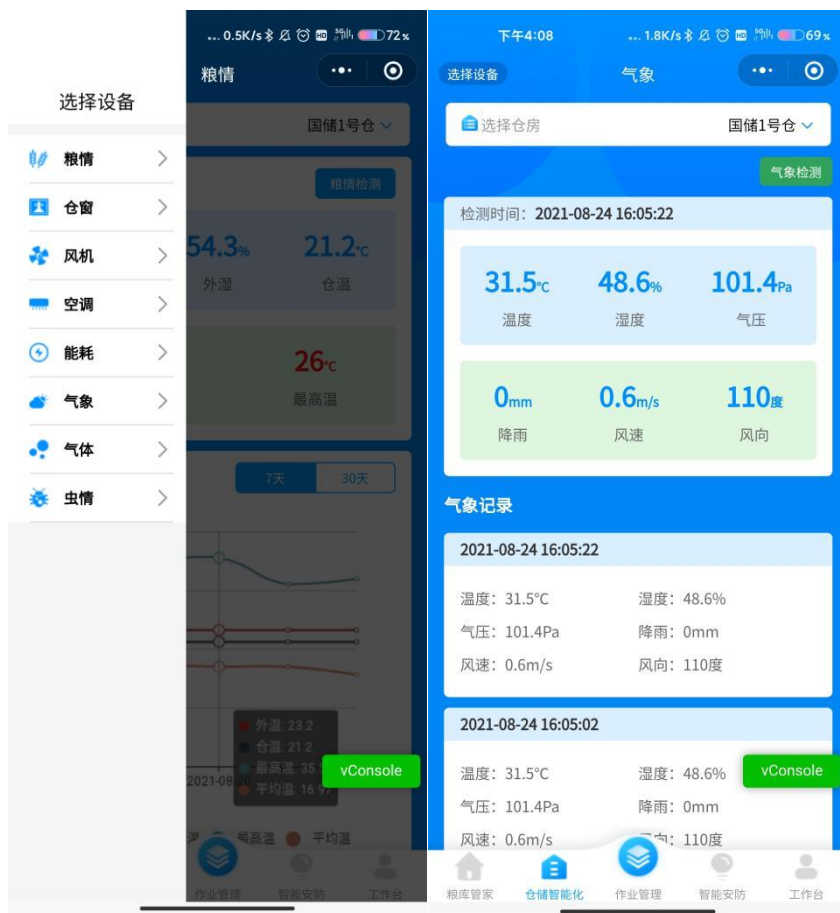 ... 0.5K/s HD 5G 72%
粮情
选择设备
粮情
仓窗
风机
空调
能耗
气象
气体
虫情
国储1号仓
粮情检测
54.3% 21.2℃
外湿 仓温
26℃
最高温
7天 30天
外温: 23.2
仓温: 21.2
最高温: 35.
平均温: 16.97
2021-08-20
vConsole
最高温 平均温
作业管理 智能安防 工作台
下午4:08 ... 1.8K/s HD 5G 69%
选择设备 气象
选择仓房 国储1号仓
气象检测
检测时间：2021-08-24 16:05:22
31.5℃ 48.6% 101.4Pa
温度 湿度 气压
0mm 0.6m/s 110度
降雨 风速 风向
气象记录
2021-08-24 16:05:22
温度：31.5℃ 湿度：48.6%
气压：101.4Pa 降雨：0mm
风速：0.6m/s 风向：110度
2021-08-24 16:05:02
温度：31.5℃ 湿度：48.6%
vConsole
气压：101.4Pa 降雨：0mm
风速：0.6m/s 风向：110度
粮库管家 仓储智能化 作业管理 智能安防 工作台